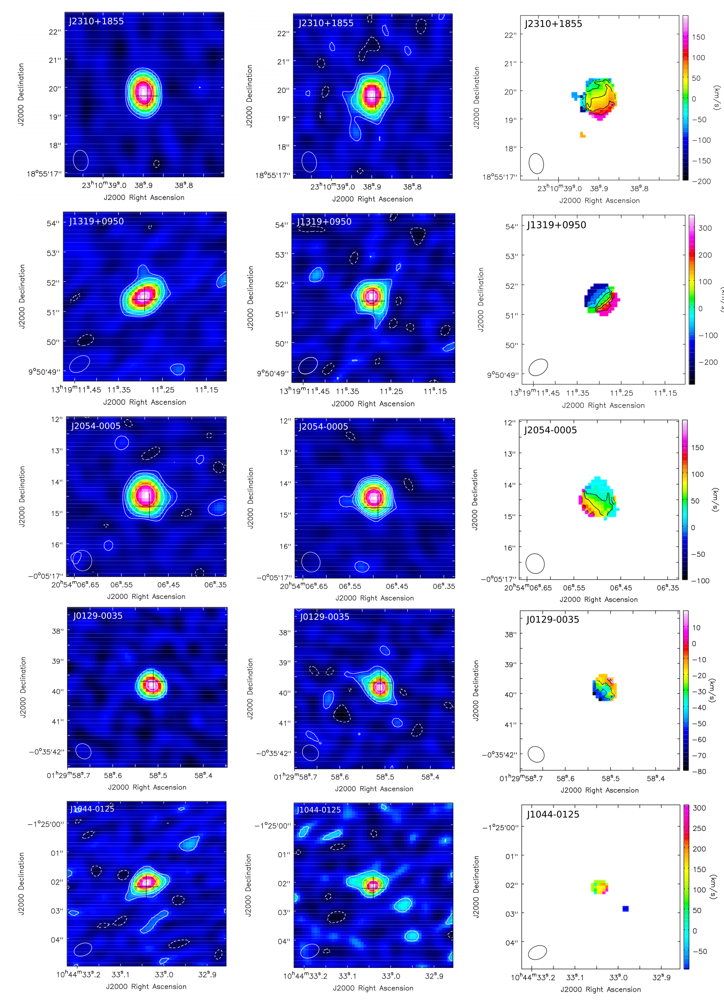 J2310+1855
22''
21''
20''
19''
18''
18°55'17''
23ʰ10ᵐ39ˢ.0 38ˢ.9 38ˢ.8
J2000 Right Ascension
J2000 Declination
J2310+1855
22''
21''
20''
19''
18''
18°55'17''
23ʰ10ᵐ39ˢ.0 38ˢ.9 38ˢ.8
J2000 Right Ascension
J2000 Declination
J2310+1855
22''
21''
20''
19''
18''
18°55'17''
23ʰ10ᵐ39ˢ.0 38ˢ.9 38ˢ.8
J2000 Right Ascension
J2000 Declination
150
100
50
0
−50
−100
−150
−200
(km/s)
J1319+0950
54''
53''
52''
51''
50''
9°50'49''
13ʰ19ᵐ11ˢ.45 11ˢ.35 11ˢ.25 11ˢ.15
J2000 Right Ascension
J2000 Declination
J1319+0950
54''
53''
52''
51''
50''
9°50'49''
13ʰ19ᵐ11ˢ.45 11ˢ.35 11ˢ.25 11ˢ.15
J2000 Right Ascension
J2000 Declination
J1319+0950
54''
53''
52''
51''
50''
9°50'49''
13ʰ19ᵐ11ˢ.45 11ˢ.35 11ˢ.25 11ˢ.15
J2000 Right Ascension
J2000 Declination
300
200
100
0
−100
−200
(km/s)
J2054-0005
12''
13''
14''
15''
16''
−0°05'17''
20ʰ54ᵐ06ˢ.65 06ˢ.55 06ˢ.45 06ˢ.35
J2000 Right Ascension
J2000 Declination
J2054-0005
12''
13''
14''
15''
16''
−0°05'17''
20ʰ54ᵐ06ˢ.65 06ˢ.55 06ˢ.45 06ˢ.35
J2000 Right Ascension
J2000 Declination
J2054-0005
12''
13''
14''
15''
16''
−0°05'17''
20ʰ54ᵐ06ˢ.65 06ˢ.55 06ˢ.45 06ˢ.35
J2000 Right Ascension
J2000 Declination
150
100
50
0
−50
−100
(km/s)
J0129-0035
38''
39''
40''
41''
−0°35'42''
01ʰ29ᵐ58ˢ.7 58ˢ.6 58ˢ.5 58ˢ.4
J2000 Right Ascension
J2000 Declination
J0129-0035
38''
39''
40''
41''
−0°35'42''
01ʰ29ᵐ58ˢ.7 58ˢ.6 58ˢ.5 58ˢ.4
J2000 Right Ascension
J2000 Declination
J0129-0035
38''
39''
40''
41''
−0°35'42''
01ʰ29ᵐ58ˢ.7 58ˢ.6 58ˢ.5 58ˢ.4
J2000 Right Ascension
J2000 Declination
10
0
−10
−20
−30
−40
−50
−60
−70
−80
(km/s)
J1044-0125
−1°25'00''
01''
02''
03''
04''
10ʰ44ᵐ33ˢ.2 33ˢ.1 33ˢ.0 32ˢ.9
J2000 Right Ascension
J2000 Declination
J1044-0125
−1°25'00''
01''
02''
03''
04''
10ʰ44ᵐ33ˢ.2 33ˢ.1 33ˢ.0 32ˢ.9
J2000 Right Ascension
J2000 Declination
J1044-0125
−1°25'00''
01''
02''
03''
04''
10ʰ44ᵐ33ˢ.2 33ˢ.1 33ˢ.0 32ˢ.9
J2000 Right Ascension
J2000 Declination
300
250
200
150
100
50
0
−50
(km/s)